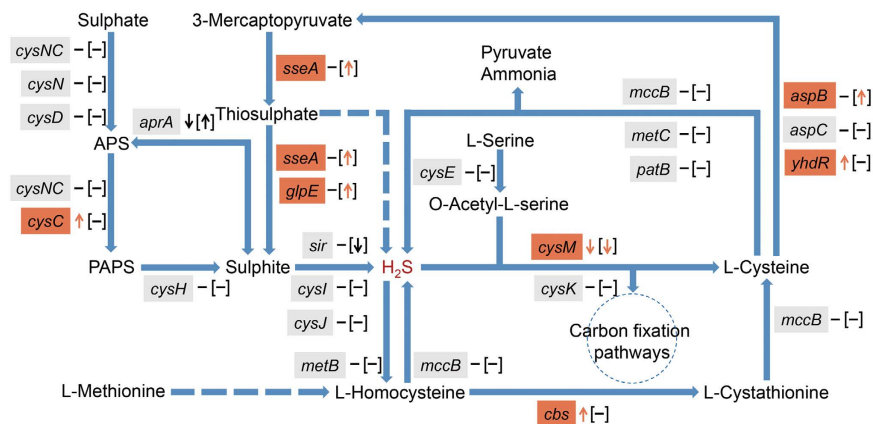 Sulphate
3-Mercaptopyruvate
cysNC –[–]
sseA –[↑]
Pyruvate
Ammonia
cysN –[–]
mccB –[–]
aspB –[↑]
cysD –[–]
aprA ↓[↑]
Thiosulphate
metC –[–]
aspC –[–]
APS
L-Serine
sseA –[↑]
patB –[–]
yhdR ↑[–]
cysE –[–]
cysNC –[–]
glpE –[↑]
O-Acetyl-L-serine
cysC ↑[–]
sir –[↓]
cysM ↓[↓]
PAPS
Sulphite
H2S
L-Cysteine
cysH –[–]
cysI –[–]
cysK –[–]
cysJ –[–]
Carbon fixation
pathways
mccB –[–]
metB –[–]
mccB –[–]
L-Methionine
L-Homocysteine
L-Cystathionine
cbs ↑[–]